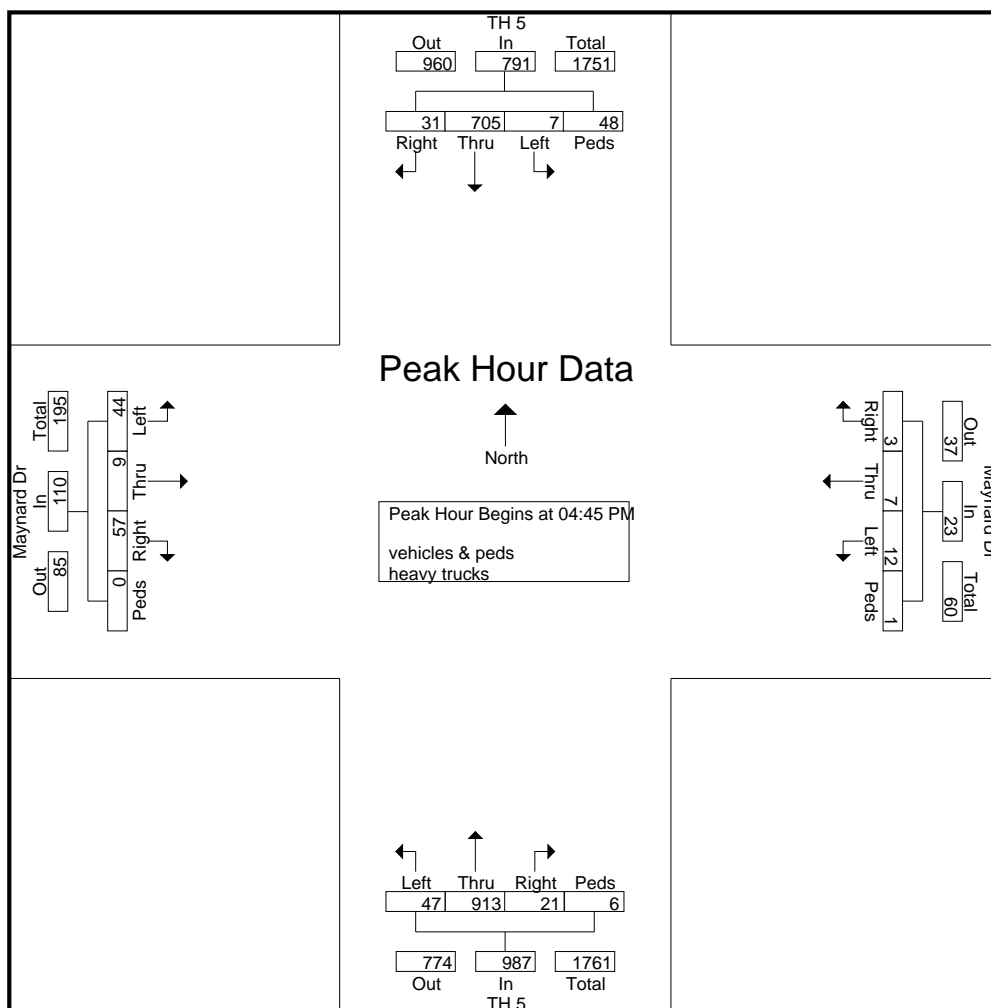 TH 5
Out In Total
960 791 1751
31 705 7 48
Right Thru Left Peds
Peak Hour Data
North
Peak Hour Begins at 04:45 PM
vehicles & peds
heavy trucks
Maynard Dr
Total In Out
195 110 85
44 9 57 0
Left Thru Right Peds
Maynard Dr
Out In Total
37 23 60
3 7 12 1
Right Thru Left Peds
Left Thru Right Peds
47 913 21 6
774 987 1761
Out In Total
TH 5